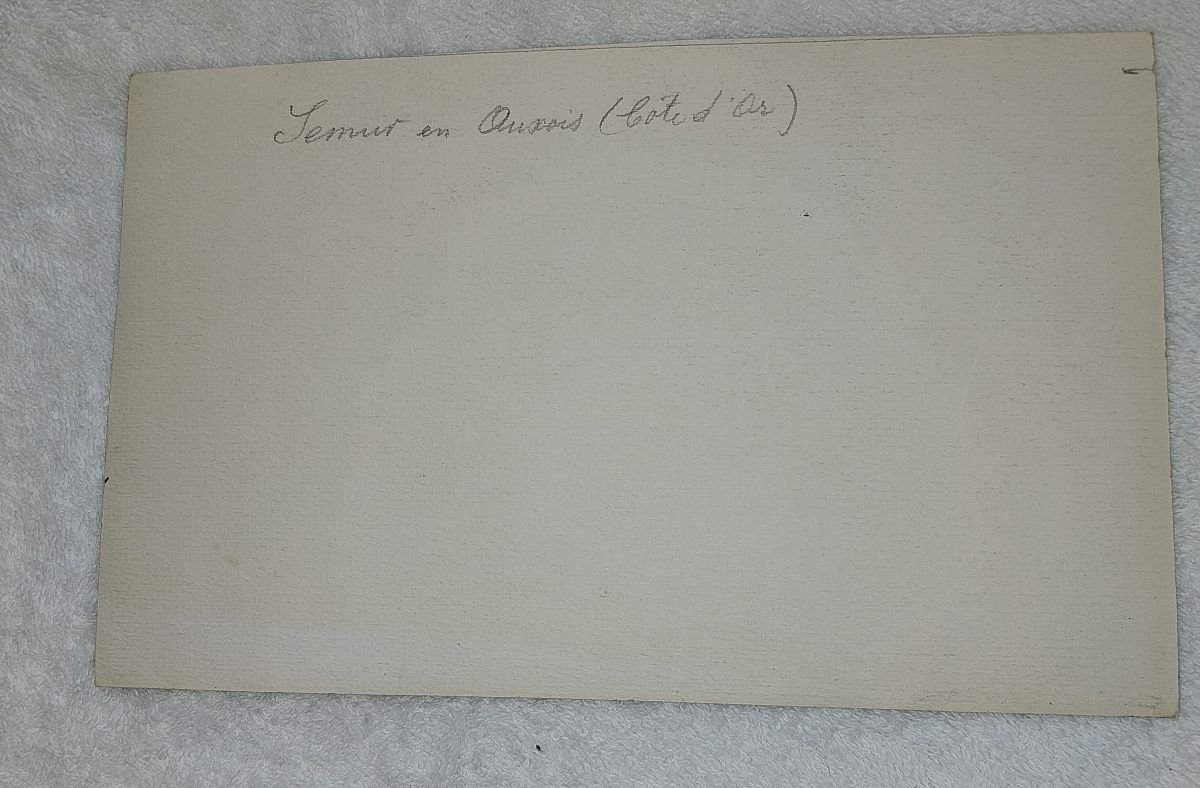 Semur en Auxois (Côte d'Or)